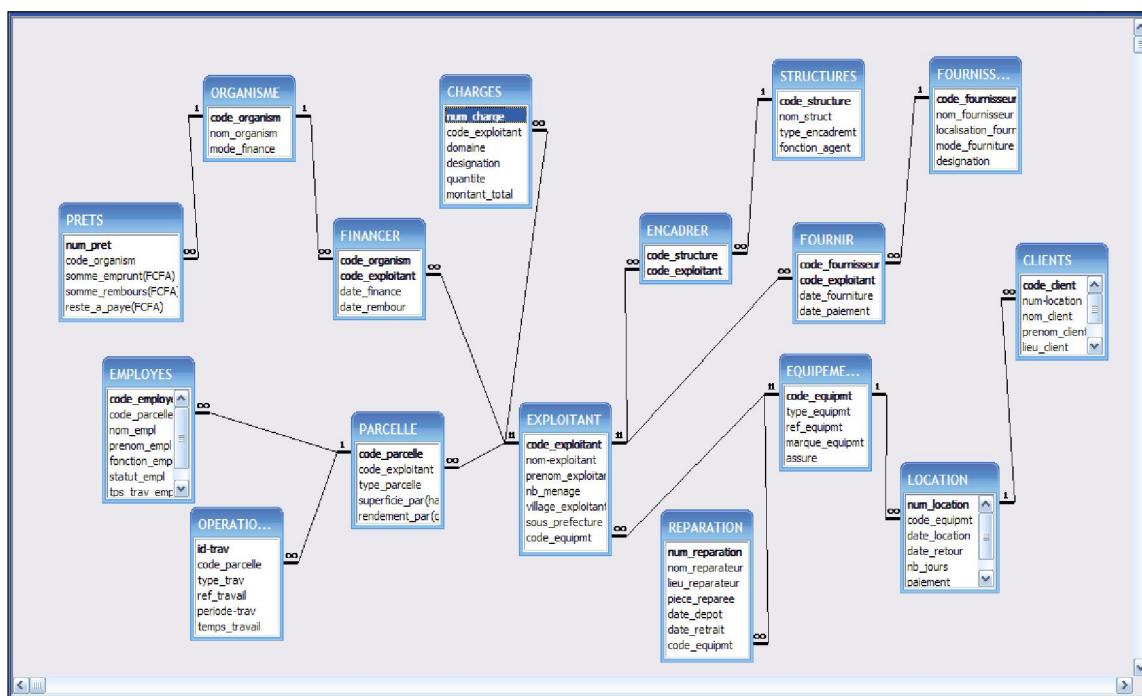 ORGANISME
code_organism
nom_organism
mode_finance
CHARGES
num_charge
code_exploitant
domaine
designation
quantite
montant_total
STRUCTURES
code_structure
nom_struct
type_encadremt
fonction_agent
FOURNISS...
code_fournisseur
nom_fournisseur
localisation_fourn
mode_fourniture
designation
PRETS
num_pret
code_organism
somme_emprunt(FCFA)
somme_rembours(FCFA)
reste_a_paye(FCFA)
FINANCER
code_organism
code_exploitant
date_finance
date_rembour
ENCADRER
code_structure
code_exploitant
FOURNIR
code_fournisseur
code_exploitant
date_fourniture
date_paiement
CLIENTS
code_client
num-location
nom_client
prenom_client
lieu_client
EMPLOYES
code_employe
code_parcelle
nom_empl
prenom_empl
fonction_emp
statut_empl
tps_trav_emp
PARCELLE
code_parcelle
code_exploitant
type_parcelle
superficie_par(ha
rendement_par(c
EXPLOITANT
code_exploitant
nom-exploitant
prenom_exploitan
nb_menage
village_exploitant
sous_prefecture
code_equipmt
EQUIPEME...
code_equipmt
type_equipmt
ref_equipmt
marque_equipmt
assure
LOCATION
num_location
code_equipmt
date_location
date_retour
nb_jours
paiement
OPERATIO...
id-trav
code_parcelle
type_trav
ref_travail
periode-trav
temps_travail
REPARATION
num_reparation
nom_reparateur
lieu_reparateur
piece_reparee
date_depot
date_retrait
code_equipmt